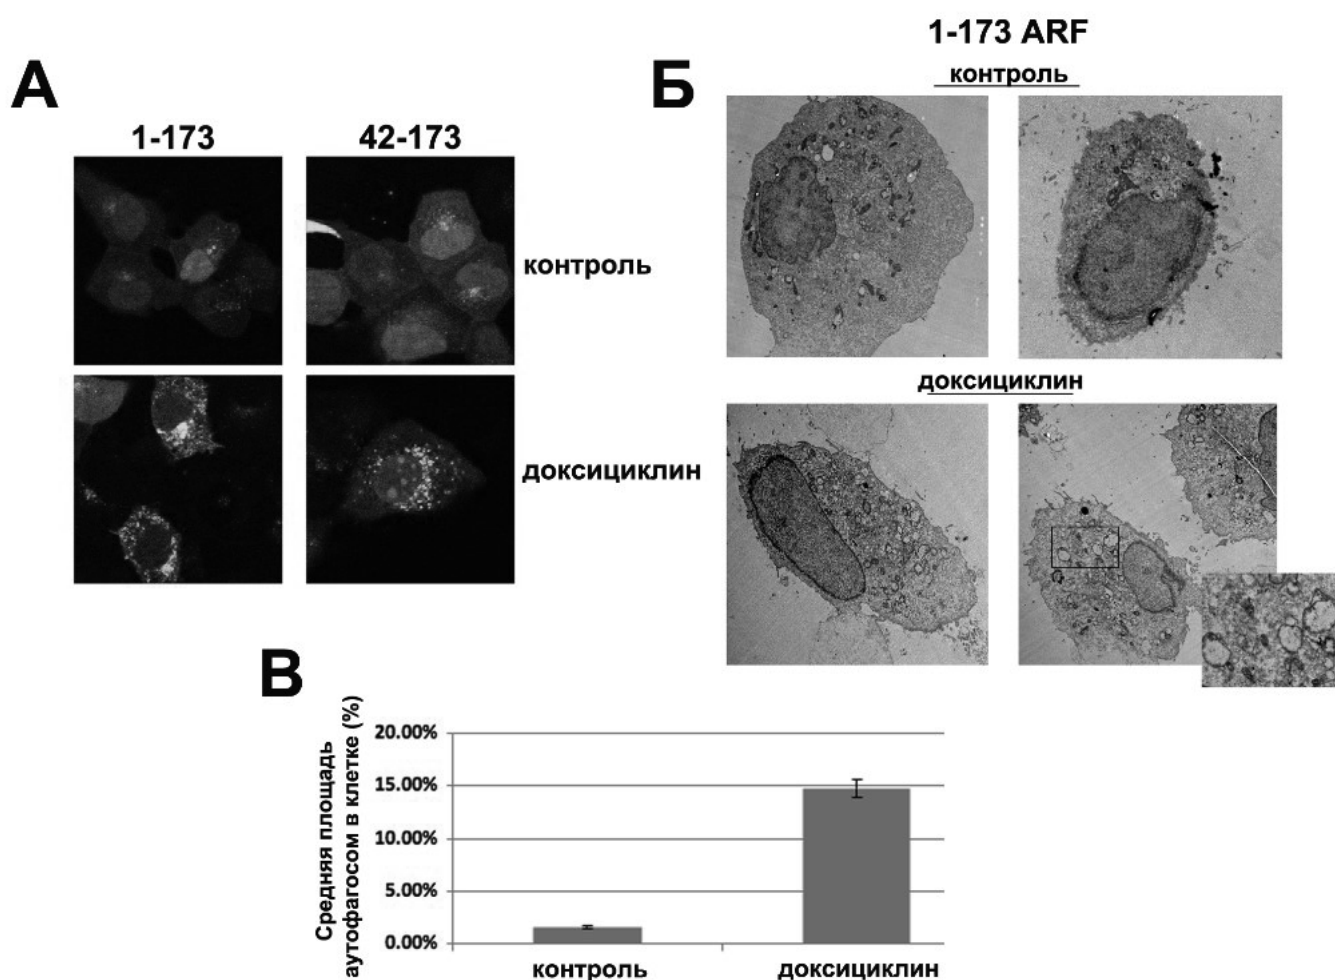 А
1-173
42-173
контроль
доксициклин
Б
1-173 ARF
контроль
доксициклин
В
Средняя площадь
аутофагосом в клетке (%)
20.00%
15.00%
10.00%
5.00%
0.00%
контроль
доксициклин